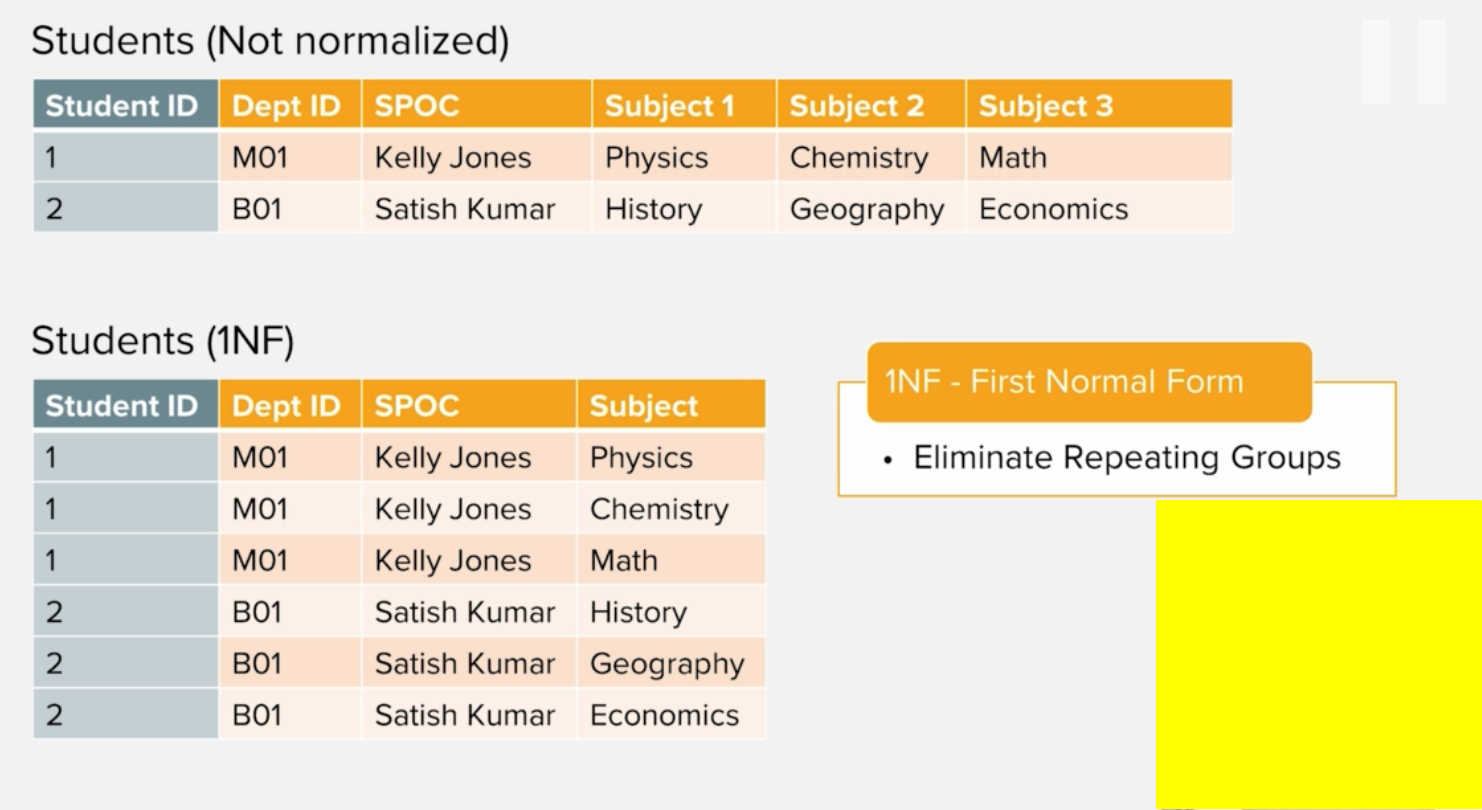 Students (Not normalized)
Student ID Dept ID SPOC Subject 1 Subject 2 Subject 3
1 M01 Kelly Jones Physics Chemistry Math
2 B01 Satish Kumar History Geography Economics
Students (1NF)
Student ID Dept ID SPOC Subject
1 M01 Kelly Jones Physics
1 M01 Kelly Jones Chemistry
1 M01 Kelly Jones Math
2 B01 Satish Kumar History
2 B01 Satish Kumar Geography
2 B01 Satish Kumar Economics
1NF - First Normal Form
• Eliminate Repeating Groups